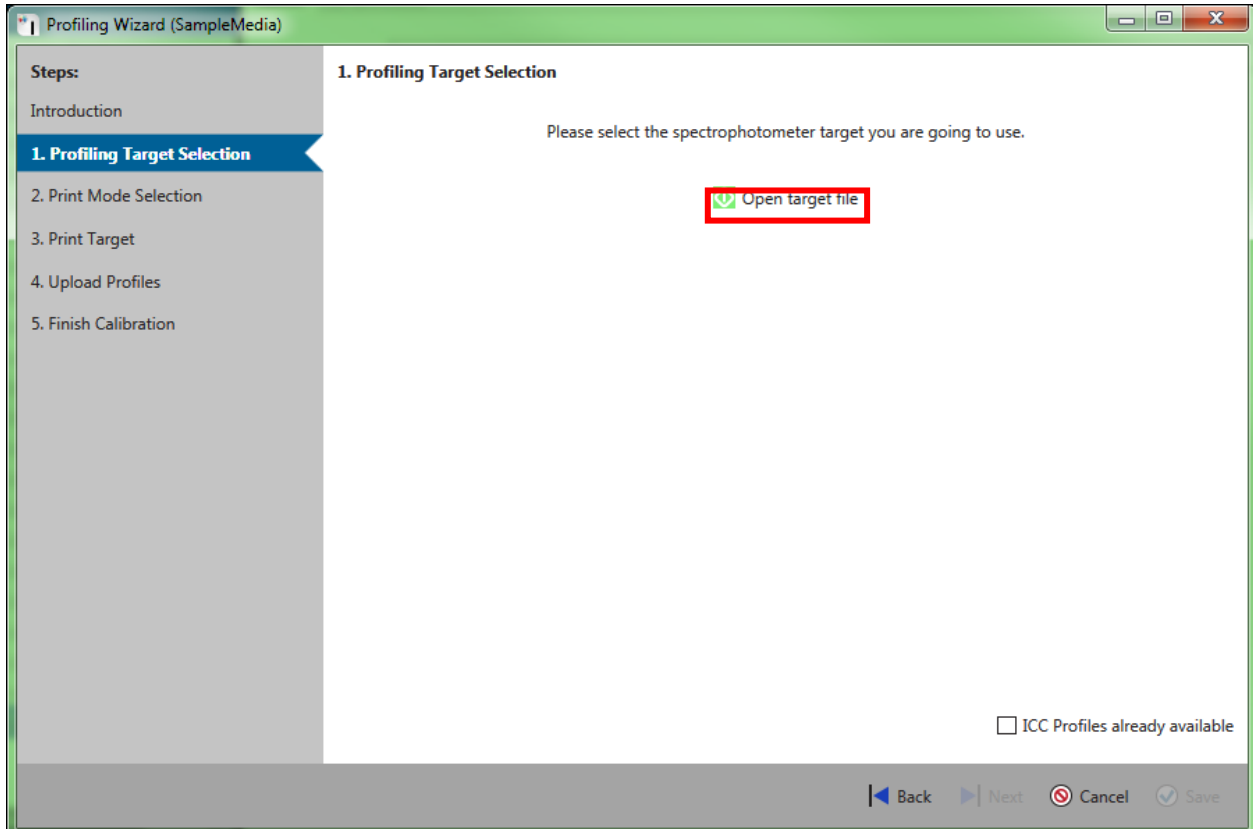 Profiling Wizard (SampleMedia)
Steps:
Introduction
1. Profiling Target Selection
2. Print Mode Selection
3. Print Target
4. Upload Profiles
5. Finish Calibration
1. Profiling Target Selection
Please select the spectrophotometer target you are going to use.
Open target file
ICC Profiles already available
Back Next Cancel Save